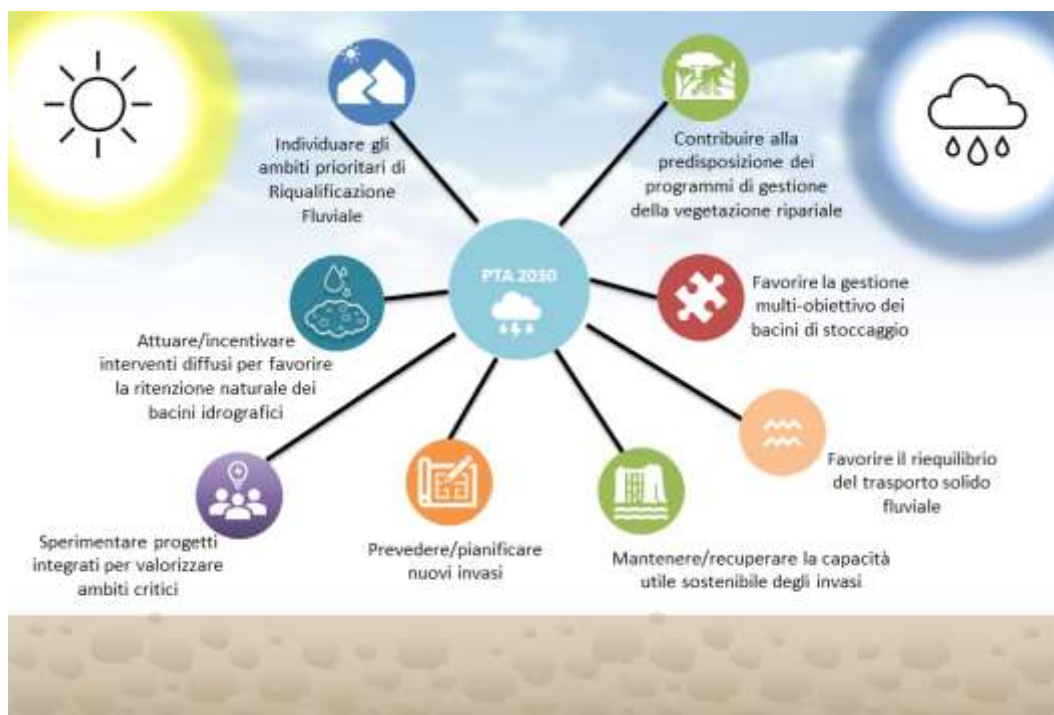 Individuare gli
ambiti prioritari di
Riqualificazione
Fluviale
Contribuire alla
predisposizione dei
programmi di gestione
della vegetazione ripariale
PTA 2030
Attuare/incentivare
interventi diffusi per favorire
la ritenzione naturale dei
bacini idrografici
Favorire la gestione
multi-obiettivo dei
bacini di stoccaggio
Favorire il riequilibrio
del trasporto solido
fluviale
Sperimentare progetti
integrati per valorizzare
ambiti critici
Prevedere/pianificare
nuovi invasi
Mantenere/recuperare la capacità
utile sostenibile degli invasi